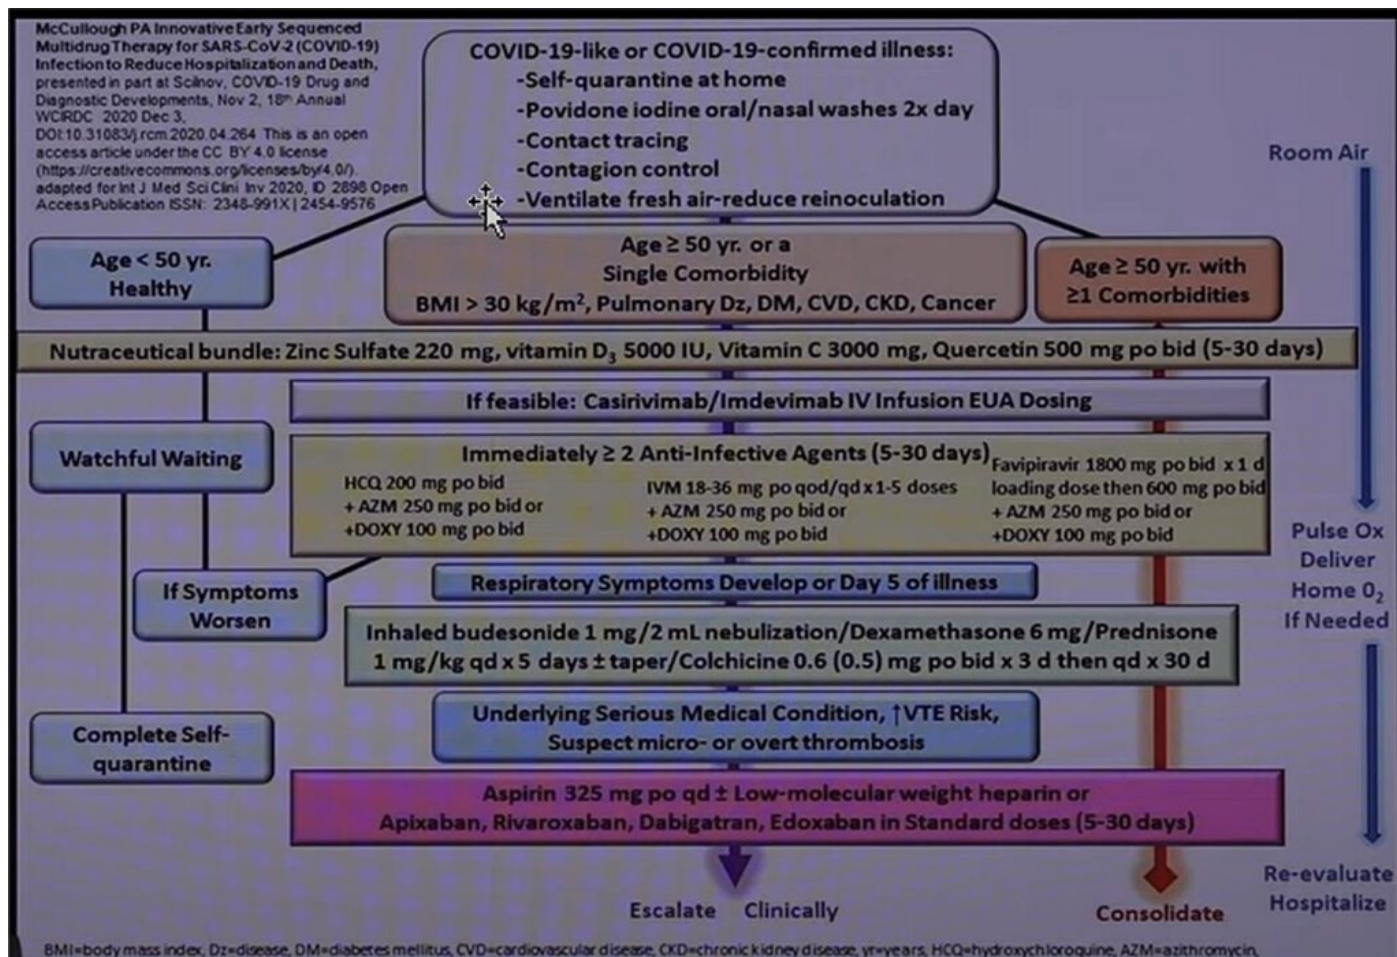 McCullough PA Innovative Early Sequenced
Multidrug Therapy for SARS-CoV-2 (COVID-19)
Infection to Reduce Hospitalization and Death,
presented in part at SciInov, COVID-19 Drug and
Diagnostic Developments, Nov 2, 18th Annual
WCIRDC 2020 Dec 3,
DOI:10.31083/j.rcm.2020.04.264 This is an open
access article under the CC BY 4.0 license
(https://creativecommons.org/licenses/by/4.0/).
adapted for Int J Med Sci Clini Inv 2020, ID 2898 Open
Access Publication ISSN: 2348-991X | 2454-9576
COVID-19-like or COVID-19-confirmed illness:
-Self-quarantine at home
-Povidone iodine oral/nasal washes 2x day
-Contact tracing
-Contagion control
-Ventilate fresh air-reduce reinoculation
Room Air
Age < 50 yr.
Healthy
Age ≥ 50 yr. or a
Single Comorbidity
BMI > 30 kg/m², Pulmonary Dz, DM, CVD, CKD, Cancer
Age ≥ 50 yr. with
≥1 Comorbidities
Nutraceutical bundle: Zinc Sulfate 220 mg, vitamin D₃ 5000 IU, Vitamin C 3000 mg, Quercetin 500 mg po bid (5-30 days)
If feasible: Casirivimab/Imdevimab IV Infusion EUA Dosing
Watchful Waiting
Immediately ≥ 2 Anti-Infective Agents (5-30 days)
HCQ 200 mg po bid
+ AZM 250 mg po bid or
+DOXY 100 mg po bid
IVM 18-36 mg po qod/qd x 1-5 doses
+ AZM 250 mg po bid or
+DOXY 100 mg po bid
Favipiravir 1800 mg po bid x 1 d
loading dose then 600 mg po bid
+ AZM 250 mg po bid or
+DOXY 100 mg po bid
Pulse Ox
Deliver
Home 0₂
If Needed
If Symptoms
Worsen
Respiratory Symptoms Develop or Day 5 of illness
Inhaled budesonide 1 mg/2 mL nebulization/Dexamethasone 6 mg/Prednisone
1 mg/kg qd x 5 days ± taper/Colchicine 0.6 (0.5) mg po bid x 3 d then qd x 30 d
Underlying Serious Medical Condition, ↑VTE Risk,
Suspect micro- or overt thrombosis
Complete Self-
quarantine
Aspirin 325 mg po qd ± Low-molecular weight heparin or
Apixaban, Rivaroxaban, Dabigatran, Edoxaban in Standard doses (5-30 days)
Escalate Clinically
Consolidate
Re-evaluate
Hospitalize
BMI=body mass index, Dz=disease, DM=diabetes mellitus, CVD=cardiovascular disease, CKD=chronic kidney disease, yr=years, HCQ=hydroxychloroquine, AZM=azithromycin,